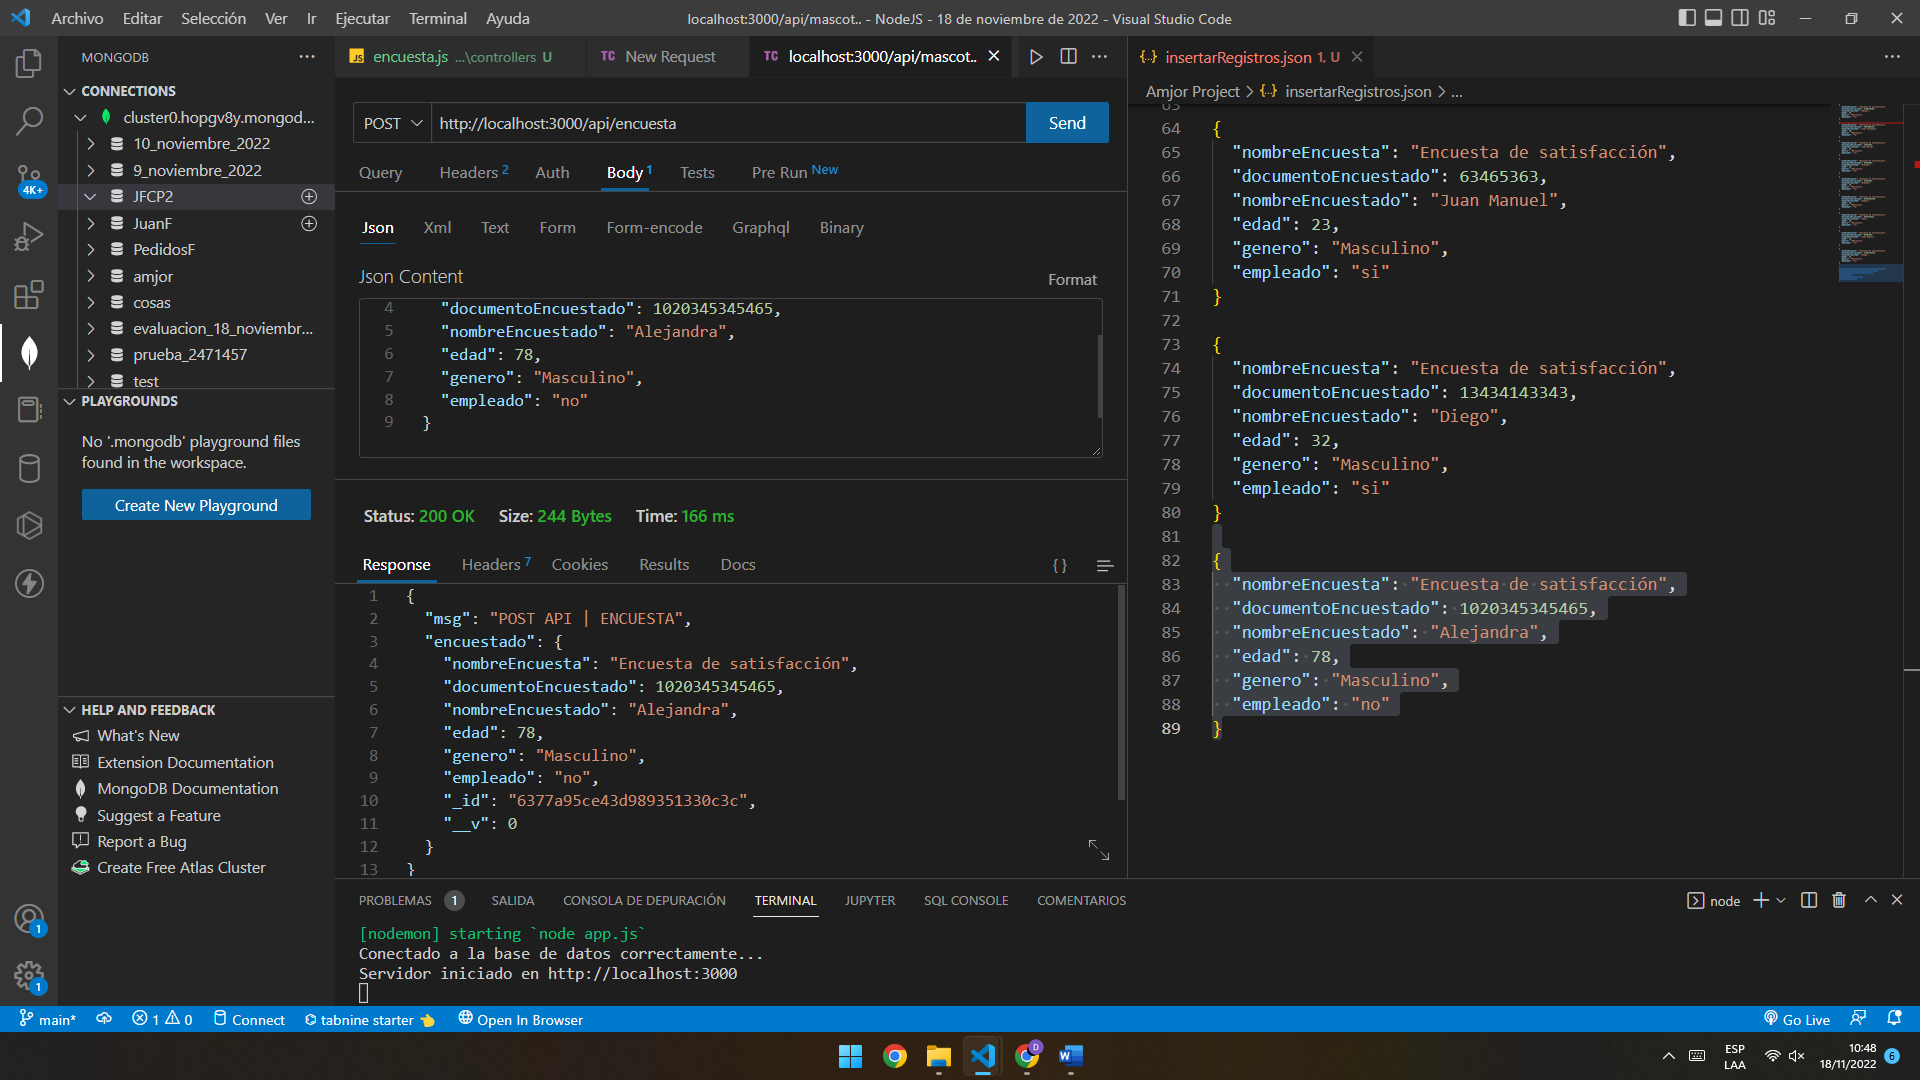 Archivo Editar Selección Ver Ir Ejecutar Terminal Ayuda
localhost:3000/api/mascot.. - NodeJS - 18 de noviembre de 2022 - Visual Studio Code
MONGODB
CONNECTIONS
cluster0.hopgv8y.mongod...
10_noviembre_2022
9_noviembre_2022
JFCP2
JuanF
PedidosF
amjor
cosas
evaluacion_18_noviembr...
prueba_2471457
test
4K+
PLAYGROUNDS
No '.mongodb' playground files
found in the workspace.
Create New Playground
HELP AND FEEDBACK
What's New
Extension Documentation
MongoDB Documentation
Suggest a Feature
Report a Bug
Create Free Atlas Cluster
1
1
JS encuesta.js ...\controllers U
TC New Request
TC localhost:3000/api/mascot..
POST http://localhost:3000/api/encuesta Send
Query Headers 2 Auth Body 1 Tests Pre Run New
Json Xml Text Form Form-encode Graphql Binary
Json Content Format
4 "documentoEncuestado": 1020345345465,
5 "nombreEncuestado": "Alejandra",
6 "edad": 78,
7 "genero": "Masculino",
8 "empleado": "no"
9 }
Status: 200 OK Size: 244 Bytes Time: 166 ms
Response Headers 7 Cookies Results Docs { }
1 {
2 "msg": "POST API | ENCUESTA",
3 "encuestado": {
4 "nombreEncuesta": "Encuesta de satisfacción",
5 "documentoEncuestado": 1020345345465,
6 "nombreEncuestado": "Alejandra",
7 "edad": 78,
8 "genero": "Masculino",
9 "empleado": "no",
10 "_id": "6377a95ce43d989351330c3c",
11 "__v": 0
12 }
13 }
{..} insertarRegistros.json 1, U
Amjor Project > {..} insertarRegistros.json > ...
63
64 {
65 "nombreEncuesta": "Encuesta de satisfacción",
66 "documentoEncuestado": 63465363,
67 "nombreEncuestado": "Juan Manuel",
68 "edad": 23,
69 "genero": "Masculino",
70 "empleado": "si"
71 }
72
73 {
74 "nombreEncuesta": "Encuesta de satisfacción",
75 "documentoEncuestado": 13434143343,
76 "nombreEncuestado": "Diego",
77 "edad": 32,
78 "genero": "Masculino",
79 "empleado": "si"
80 }
81
82 {
83 "nombreEncuesta": "Encuesta de satisfacción",
84 "documentoEncuestado": 1020345345465,
85 "nombreEncuestado": "Alejandra",
86 "edad": 78,
87 "genero": "Masculino",
88 "empleado": "no"
89 }
PROBLEMAS 1 SALIDA CONSOLA DE DEPURACIÓN TERMINAL JUPYTER SQL CONSOLE COMENTARIOS
node
[nodemon] starting `node app.js`
Conectado a la base de datos correctamente...
Servidor iniciado en http://localhost:3000
main* 1 0 Connect tabnine starter Open In Browser Go Live
D
ESP
LAA
10:48
18/11/2022
6